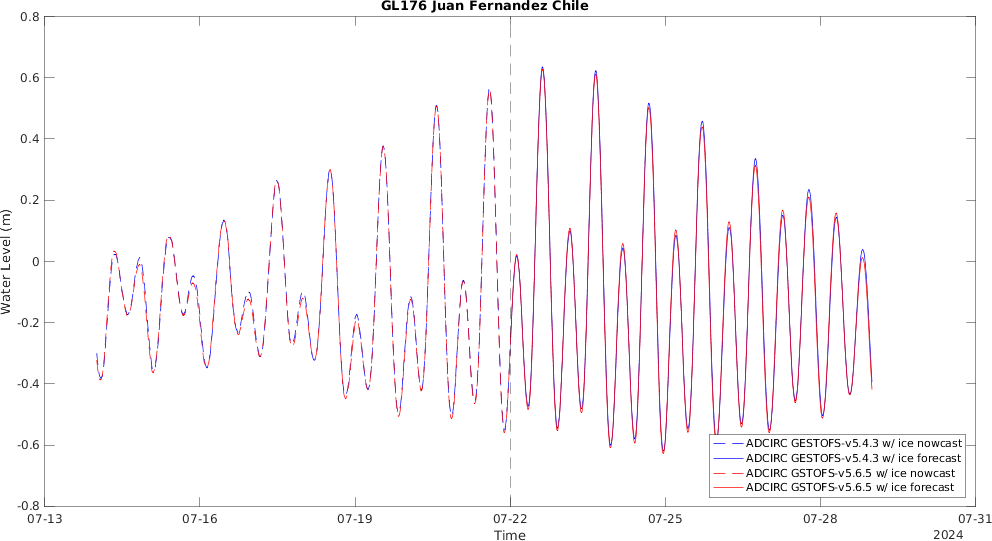 GL176 Juan Fernandez Chile
0.8
0.6
0.4
0.2
0
-0.2
-0.4
-0.6
-0.8
Water Level (m)
ADCIRC GESTOFS-v5.4.3 w/ ice nowcast
ADCIRC GESTOFS-v5.4.3 w/ ice forecast
ADCIRC GSTOFS-v5.6.5 w/ ice nowcast
ADCIRC GSTOFS-v5.6.5 w/ ice forecast
07-13 07-16 07-19 07-22 07-25 07-28 07-31
Time
2024